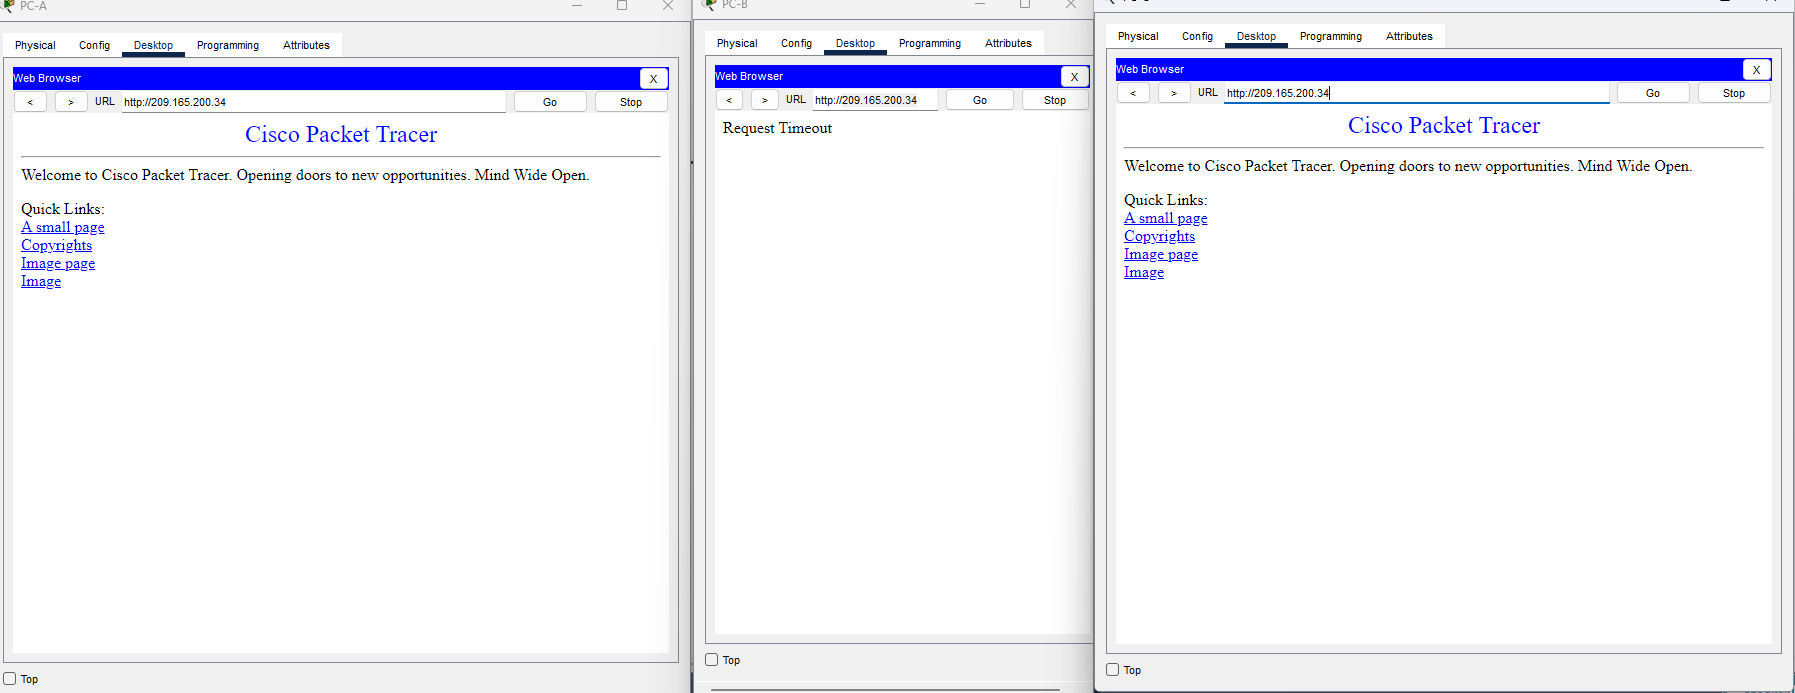 PC-A
Physical Config Desktop Programming Attributes
Web Browser X
< > URL http://209.165.200.34 Go Stop
Cisco Packet Tracer
Welcome to Cisco Packet Tracer. Opening doors to new opportunities. Mind Wide Open.
Quick Links:
A small page
Copyrights
Image page
Image
Top
PC-B
Physical Config Desktop Programming Attributes
Web Browser X
< > URL http://209.165.200.34 Go Stop
Request Timeout
Top
Physical Config Desktop Programming Attributes
Web Browser X
< > URL http://209.165.200.34 Go Stop
Cisco Packet Tracer
Welcome to Cisco Packet Tracer. Opening doors to new opportunities. Mind Wide Open.
Quick Links:
A small page
Copyrights
Image page
Image
Top